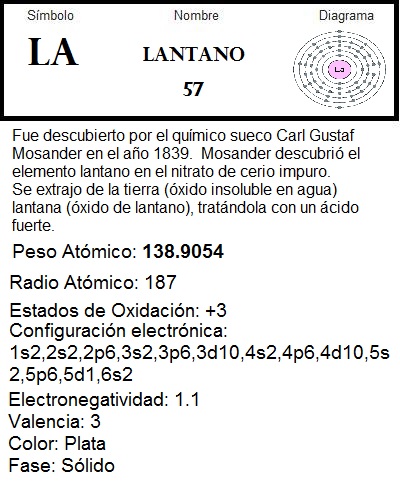 Símbolo Nombre Diagrama
LA LANTANO La
57
Fue descubierto por el químico sueco Carl Gustaf
Mosander en el año 1839. Mosander descubrió el
elemento lantano en el nitrato de cerio impuro.
Se extrajo de la tierra (óxido insoluble en agua)
lantana (óxido de lantano), tratándola con un ácido
fuerte.
Peso Atómico: 138.9054
Radio Atómico: 187
Estados de Oxidación: +3
Configuración electrónica:
1s2,2s2,2p6,3s2,3p6,3d10,4s2,4p6,4d10,5s
2,5p6,5d1,6s2
Electronegatividad: 1.1
Valencia: 3
Color: Plata
Fase: Sólido